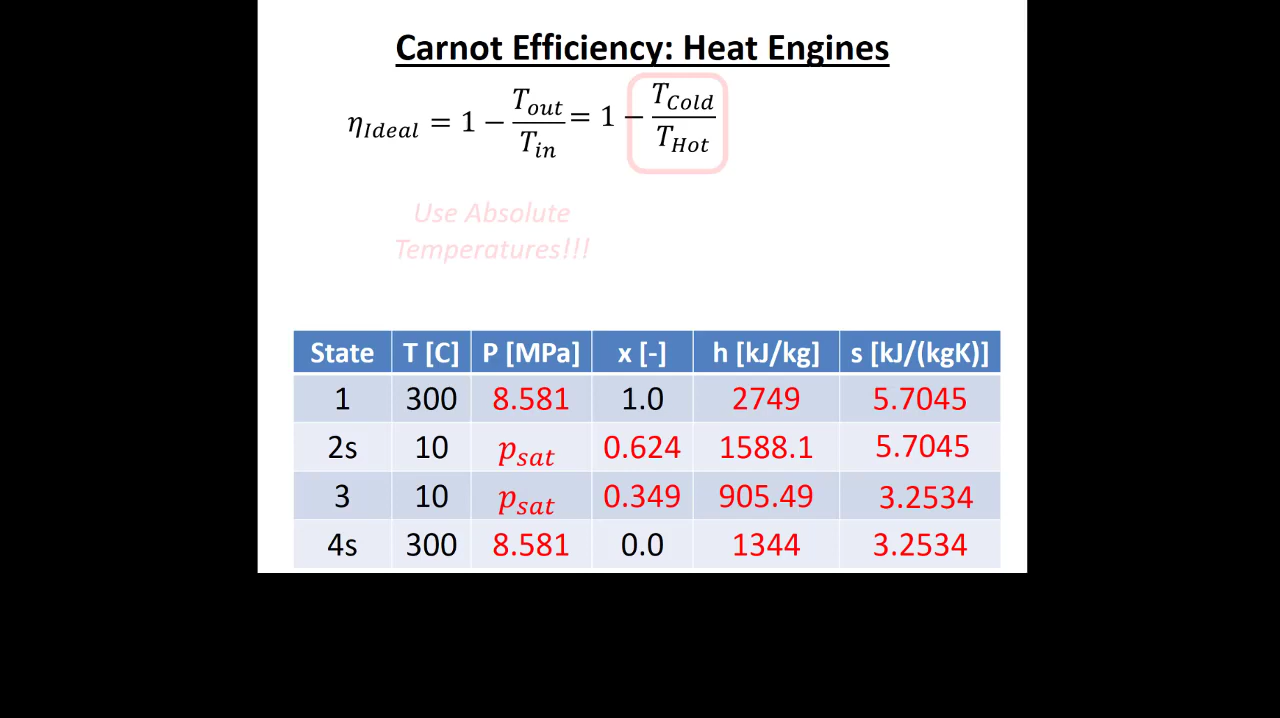 Carnot Efficiency: Heat Engines
η_Ideal = 1 − T_out/T_in = 1 − T_Cold/T_Hot
Use Absolute
Temperatures!!!
State T [C] P [MPa] x [-] h [kJ/kg] s [kJ/(kgK)]
1 300 8.581 1.0 2749 5.7045
2s 10 p_sat 0.624 1588.1 5.7045
3 10 p_sat 0.349 905.49 3.2534
4s 300 8.581 0.0 1344 3.2534